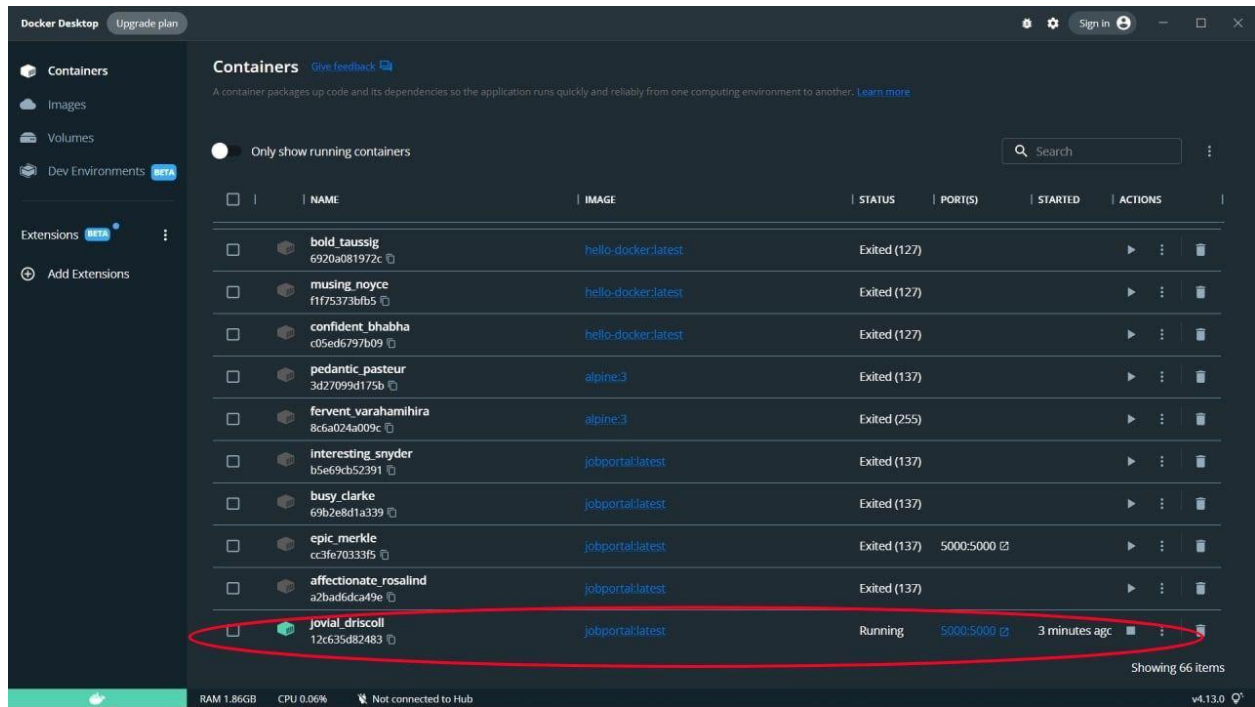 Docker Desktop Upgrade plan Sign in
Containers
Images
Volumes
Dev Environments BETA
Extensions BETA
Add Extensions
Containers Give feedback
A container packages up code and its dependencies so the application runs quickly and reliably from one computing environment to another. Learn more
Only show running containers Search
NAME IMAGE STATUS PORT(S) STARTED ACTIONS
bold_taussig hello-docker:latest Exited (127)
6920a081972c
musing_noyce hello-docker:latest Exited (127)
f1f75373bfb5
confident_bhabha hello-docker:latest Exited (127)
c05ed6797b09
pedantic_pasteur alpine:3 Exited (137)
3d27099d175b
fervent_varahamihira alpine:3 Exited (255)
8c6a024a009c
interesting_snyder jobportal:latest Exited (137)
b5e69cb52391
busy_clarke jobportal:latest Exited (137)
69b2e8d1a339
epic_merkle jobportal:latest Exited (137) 5000:5000
cc3fe70333f5
affectionate_rosalind jobportal:latest Exited (137)
a2bad6dca49e
jovial_driscoll jobportal:latest Running 5000:5000 3 minutes agc
12c635d82483
Showing 66 items
RAM 1.86GB CPU 0.06% Not connected to Hub v4.13.0